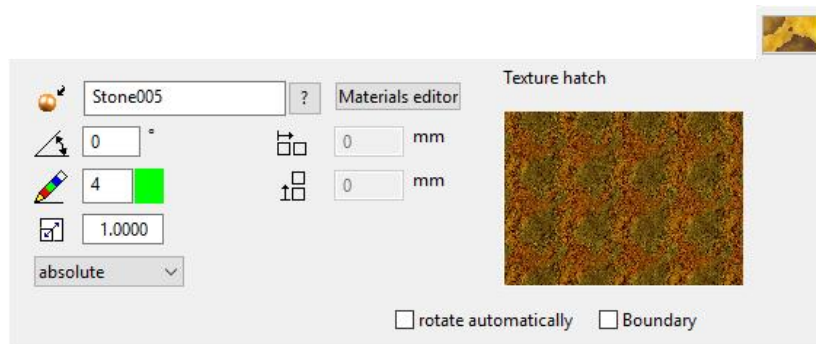 Stone005 ? Materials editor Texture hatch
0 ° 0 mm
4 0 mm
1.0000
absolute
rotate automatically Boundary